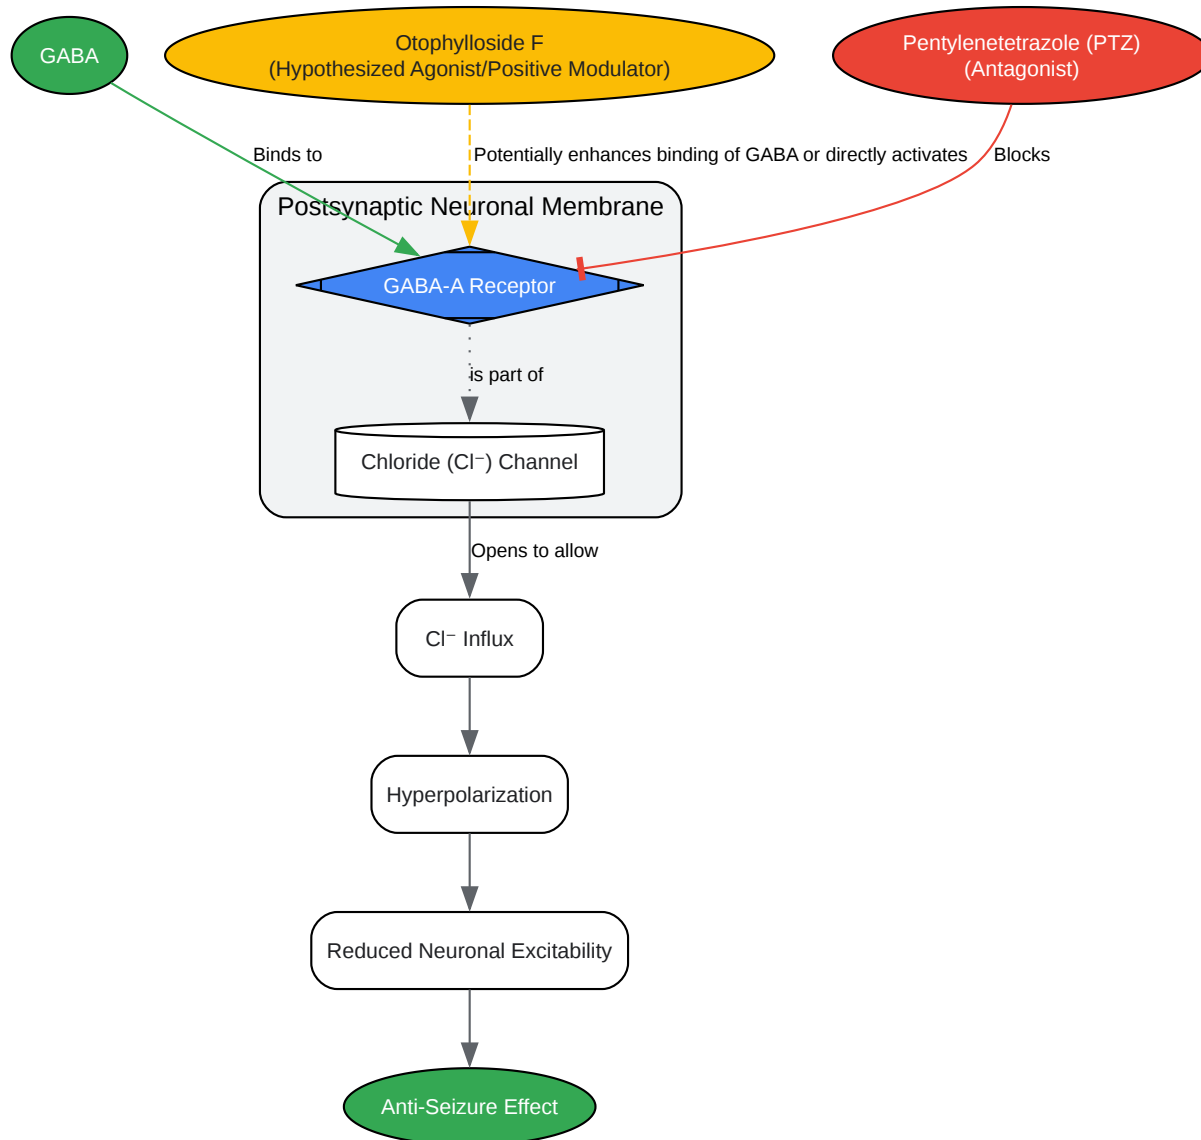 GABA
Otophylloside F
(Hypothesized Agonist/Positive Modulator)
Pentylenetetrazole (PTZ)
(Antagonist)
Binds to
Potentially enhances binding of GABA or directly activates
Blocks
Postsynaptic Neuronal Membrane
GABA-A Receptor
is part of
Chloride (Cl⁻) Channel
Opens to allow
Cl⁻ Influx
Hyperpolarization
Reduced Neuronal Excitability
Anti-Seizure Effect